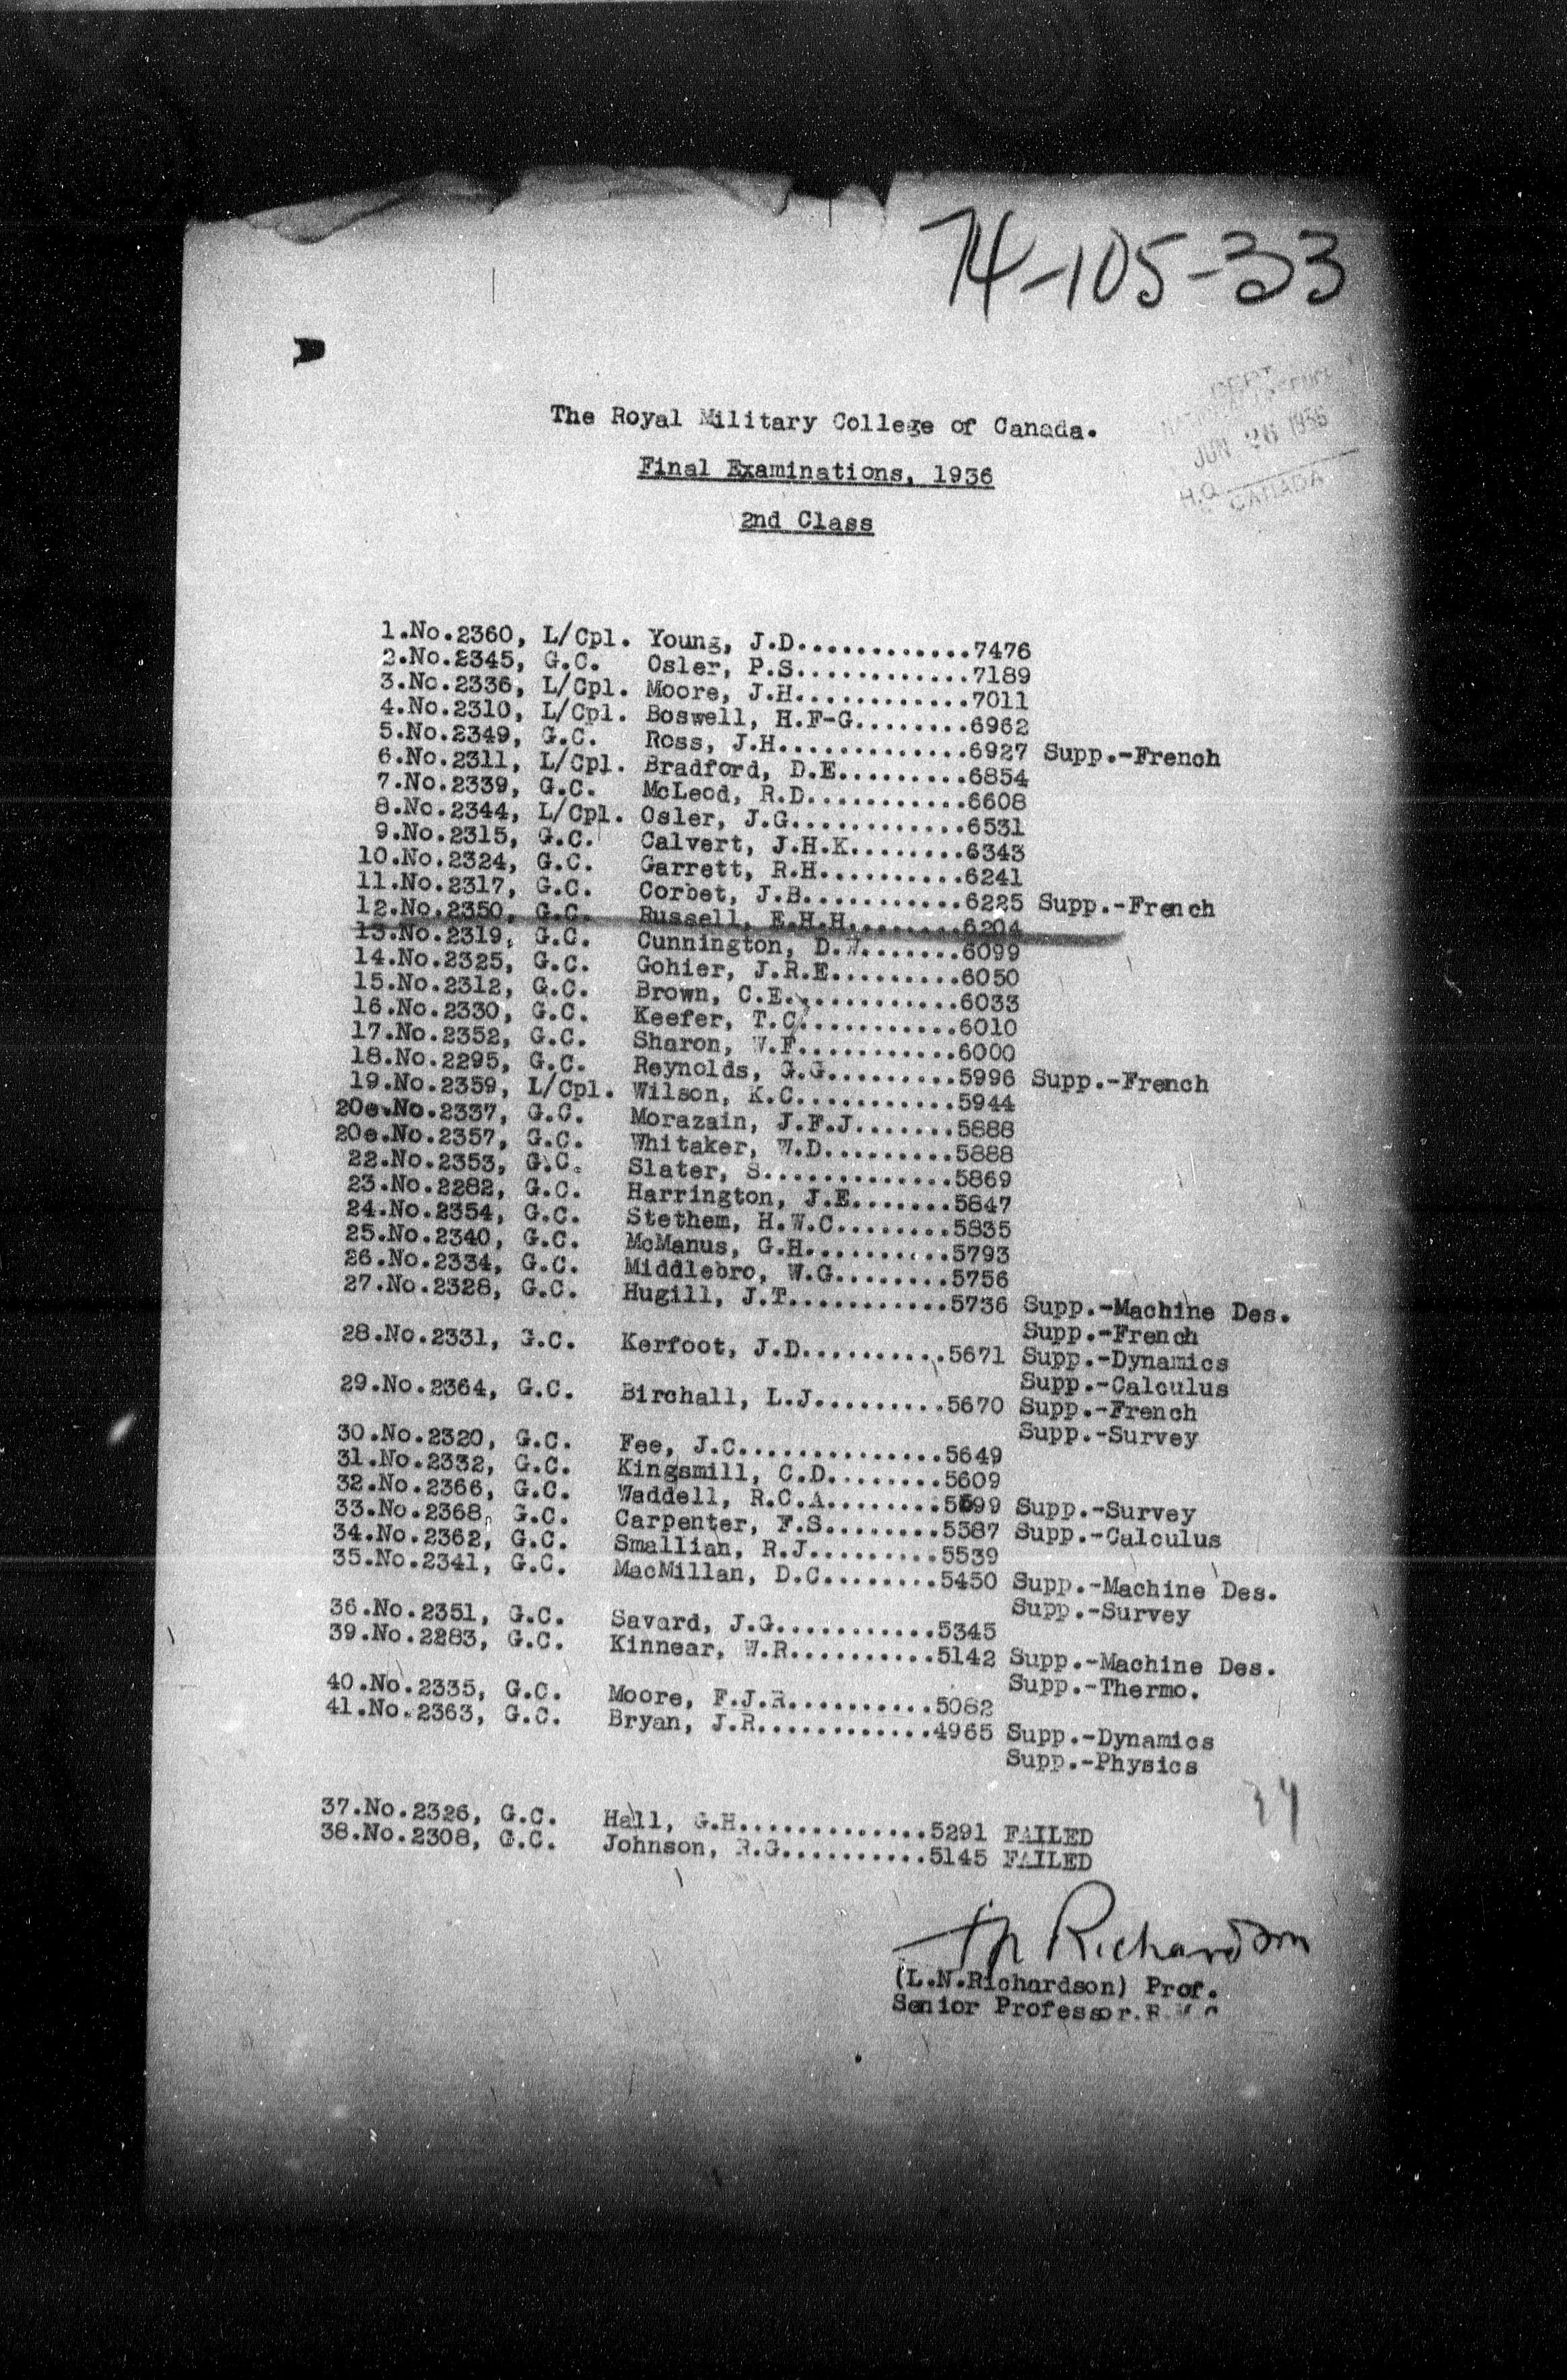 74-105-33
DEPT.
NATIONAL DEFENCE
JUN 26 1936
H.Q.
CANADA
The Royal Military College of Canada.
Final Examinations, 1936
2nd Class
1.No.2360, L/Cpl. Young, J.D.............7476
2.No.2345, G.C. Osler, P.S.............7189
3.No.2336, L/Cpl. Moore, J.H.............7011
4.No.2310, L/Cpl. Boswell, H.F-G........6962
5.No.2349, G.C. Ross, J.H..............6927 Supp.-French
6.No.2311, L/Cpl. Bradford, D.E.........6854
7.No.2339, G.C. McLeod, R.D............6608
8.No.2344, L/Cpl. Osler, J.G.............6531
9.No.2315, G.C. Calvert, J.H.K........6343
10.No.2324, G.C. Garrett, R.H..........6241
11.No.2317, G.C. Corbet, J.B...........6225 Supp.-French
12.No.2350, G.C. Russell, E.H.H........6204
13.No.2319, G.C. Cunnington, D.W.......6099
14.No.2325, G.C. Gohier, J.R.E.........6050
15.No.2312, G.C. Brown, C.E............6033
16.No.2330, G.C. Keefer, T.C...........6010
17.No.2352, G.C. Sharon, W.F...........6000
18.No.2295, G.C. Reynolds, G.G.........5996 Supp.-French
19.No.2359, L/Cpl. Wilson, K.C...........5944
20e.No.2337, G.C. Morazain, J.F.J.......5888
20e.No.2357, G.C. Whitaker, W.D.........5888
22.No.2353, G.C. Slater, S.............5869
23.No.2282, G.C. Harrington, J.E.......5847
24.No.2354, G.C. Stethem, H.W.C........5835
25.No.2340, G.C. McManus, G.H..........5793
26.No.2334, G.C. Middlebro, W.G........5756
27.No.2328, G.C. Hugill, J.T...........5736 Supp.-Machine Des.
Supp.-French
28.No.2331, G.C. Kerfoot, J.D..........5671 Supp.-Dynamics
Supp.-Calculus
29.No.2364, G.C. Birchall, L.J.........5670 Supp.-French
Supp.-Survey
30.No.2320, G.C. Fee, J.C...............5649
31.No.2332, G.C. Kingsmill, C.D........5609
32.No.2366, G.C. Waddell, R.C.A........5599 Supp.-Survey
33.No.2368, G.C. Carpenter, F.S........5587 Supp.-Calculus
34.No.2362, G.C. Smallian, R.J.........5539
35.No.2341, G.C. MacMillan, D.C........5450 Supp.-Machine Des.
Supp.-Survey
36.No.2351, G.C. Savard, J.G...........5345
39.No.2283, G.C. Kinnear, W.R..........5142 Supp.-Machine Des.
Supp.-Thermo.
40.No.2335, G.C. Moore, F.J.R..........5082
41.No.2363, G.C. Bryan, J.R............4965 Supp.-Dynamics
Supp.-Physics
37.No.2326, G.C. Hall, G.H.............5291 FAILED
38.No.2308, G.C. Johnson, R.G..........5145 FAILED
Richardson
(L.N.Richardson) Prof.
Senior Professor.R.M.C